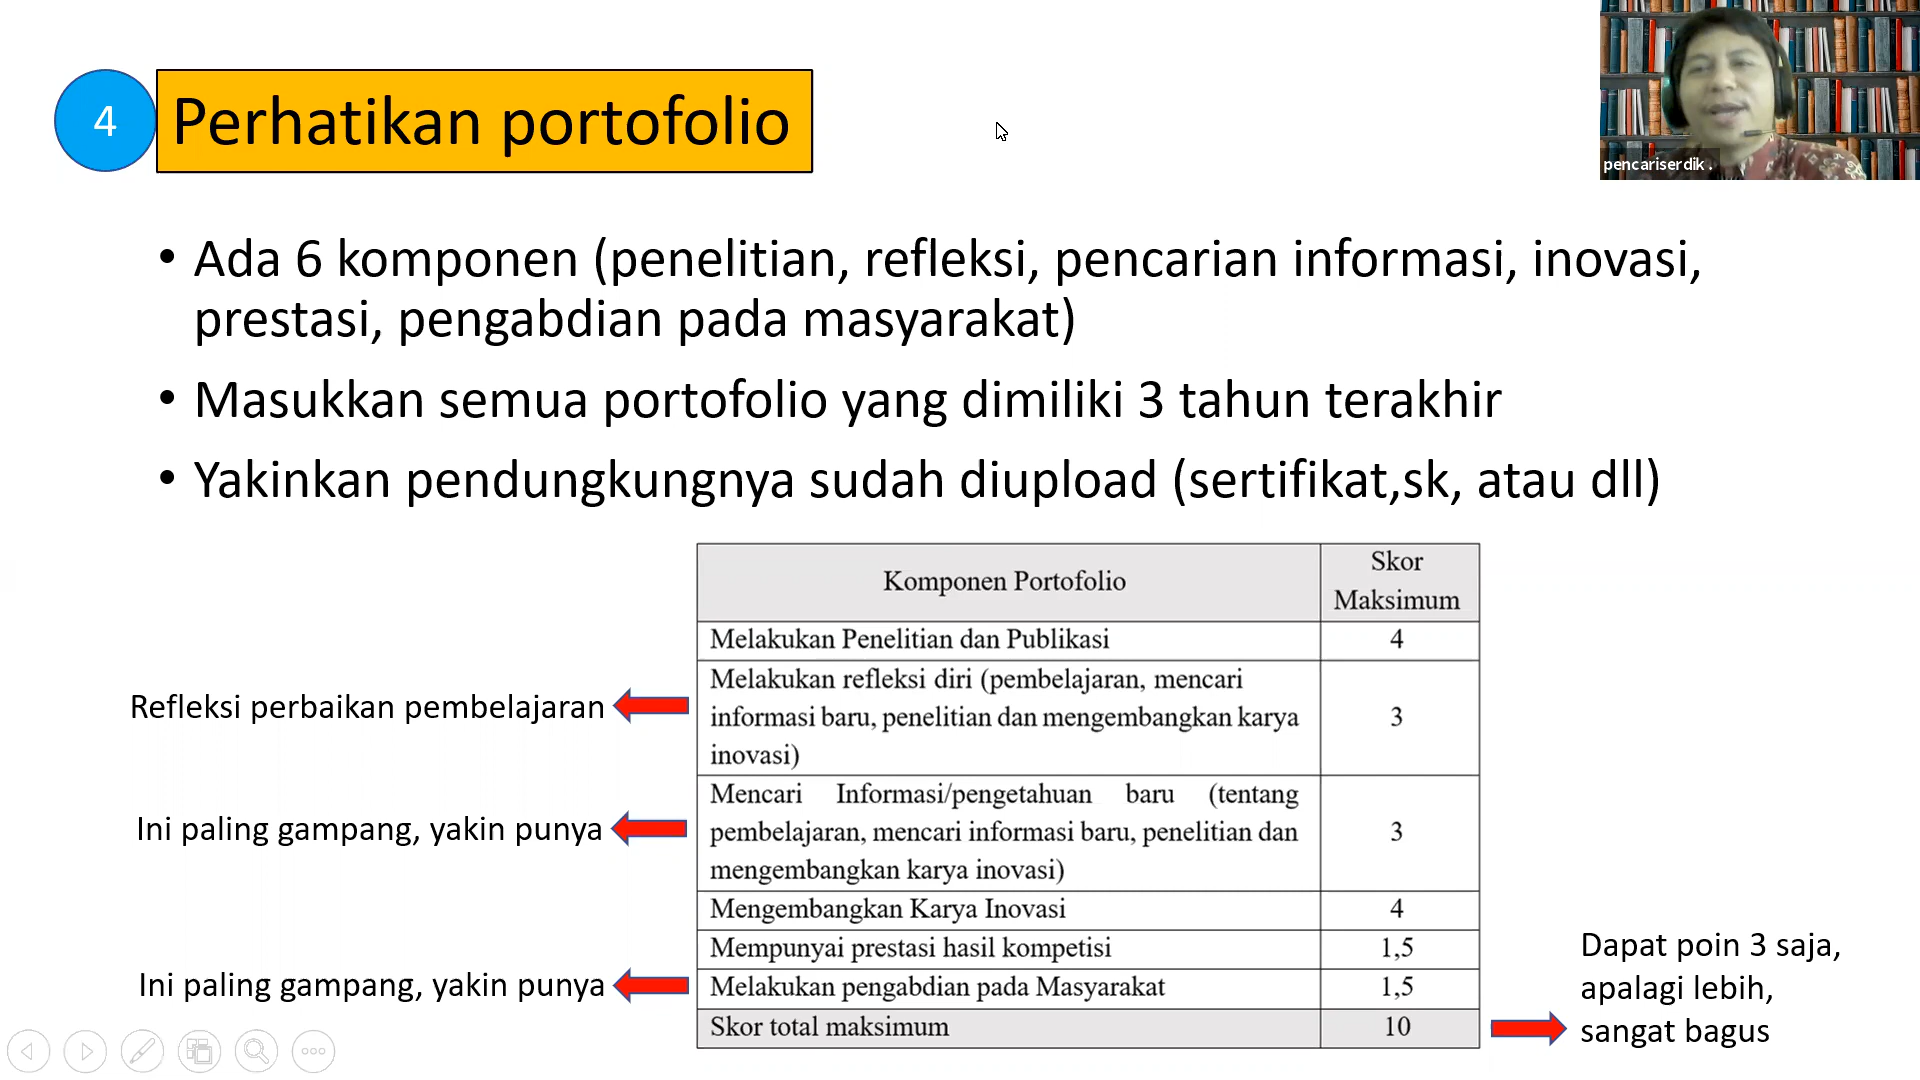 4
Perhatikan portofolio
pencariserdik .
• Ada 6 komponen (penelitian, refleksi, pencarian informasi, inovasi,
prestasi, pengabdian pada masyarakat)
• Masukkan semua portofolio yang dimiliki 3 tahun terakhir
• Yakinkan pendungkungnya sudah diupload (sertifikat,sk, atau dll)
Komponen Portofolio
Skor
Maksimum
Melakukan Penelitian dan Publikasi 4
Refleksi perbaikan pembelajaran
Melakukan refleksi diri (pembelajaran, mencari
informasi baru, penelitian dan mengembangkan karya
inovasi)
3
Ini paling gampang, yakin punya
Mencari Informasi/pengetahuan baru (tentang
pembelajaran, mencari informasi baru, penelitian dan
mengembangkan karya inovasi)
3
Mengembangkan Karya Inovasi 4
Mempunyai prestasi hasil kompetisi 1,5
Ini paling gampang, yakin punya
Melakukan pengabdian pada Masyarakat 1,5
Skor total maksimum 10
Dapat poin 3 saja,
apalagi lebih,
sangat bagus